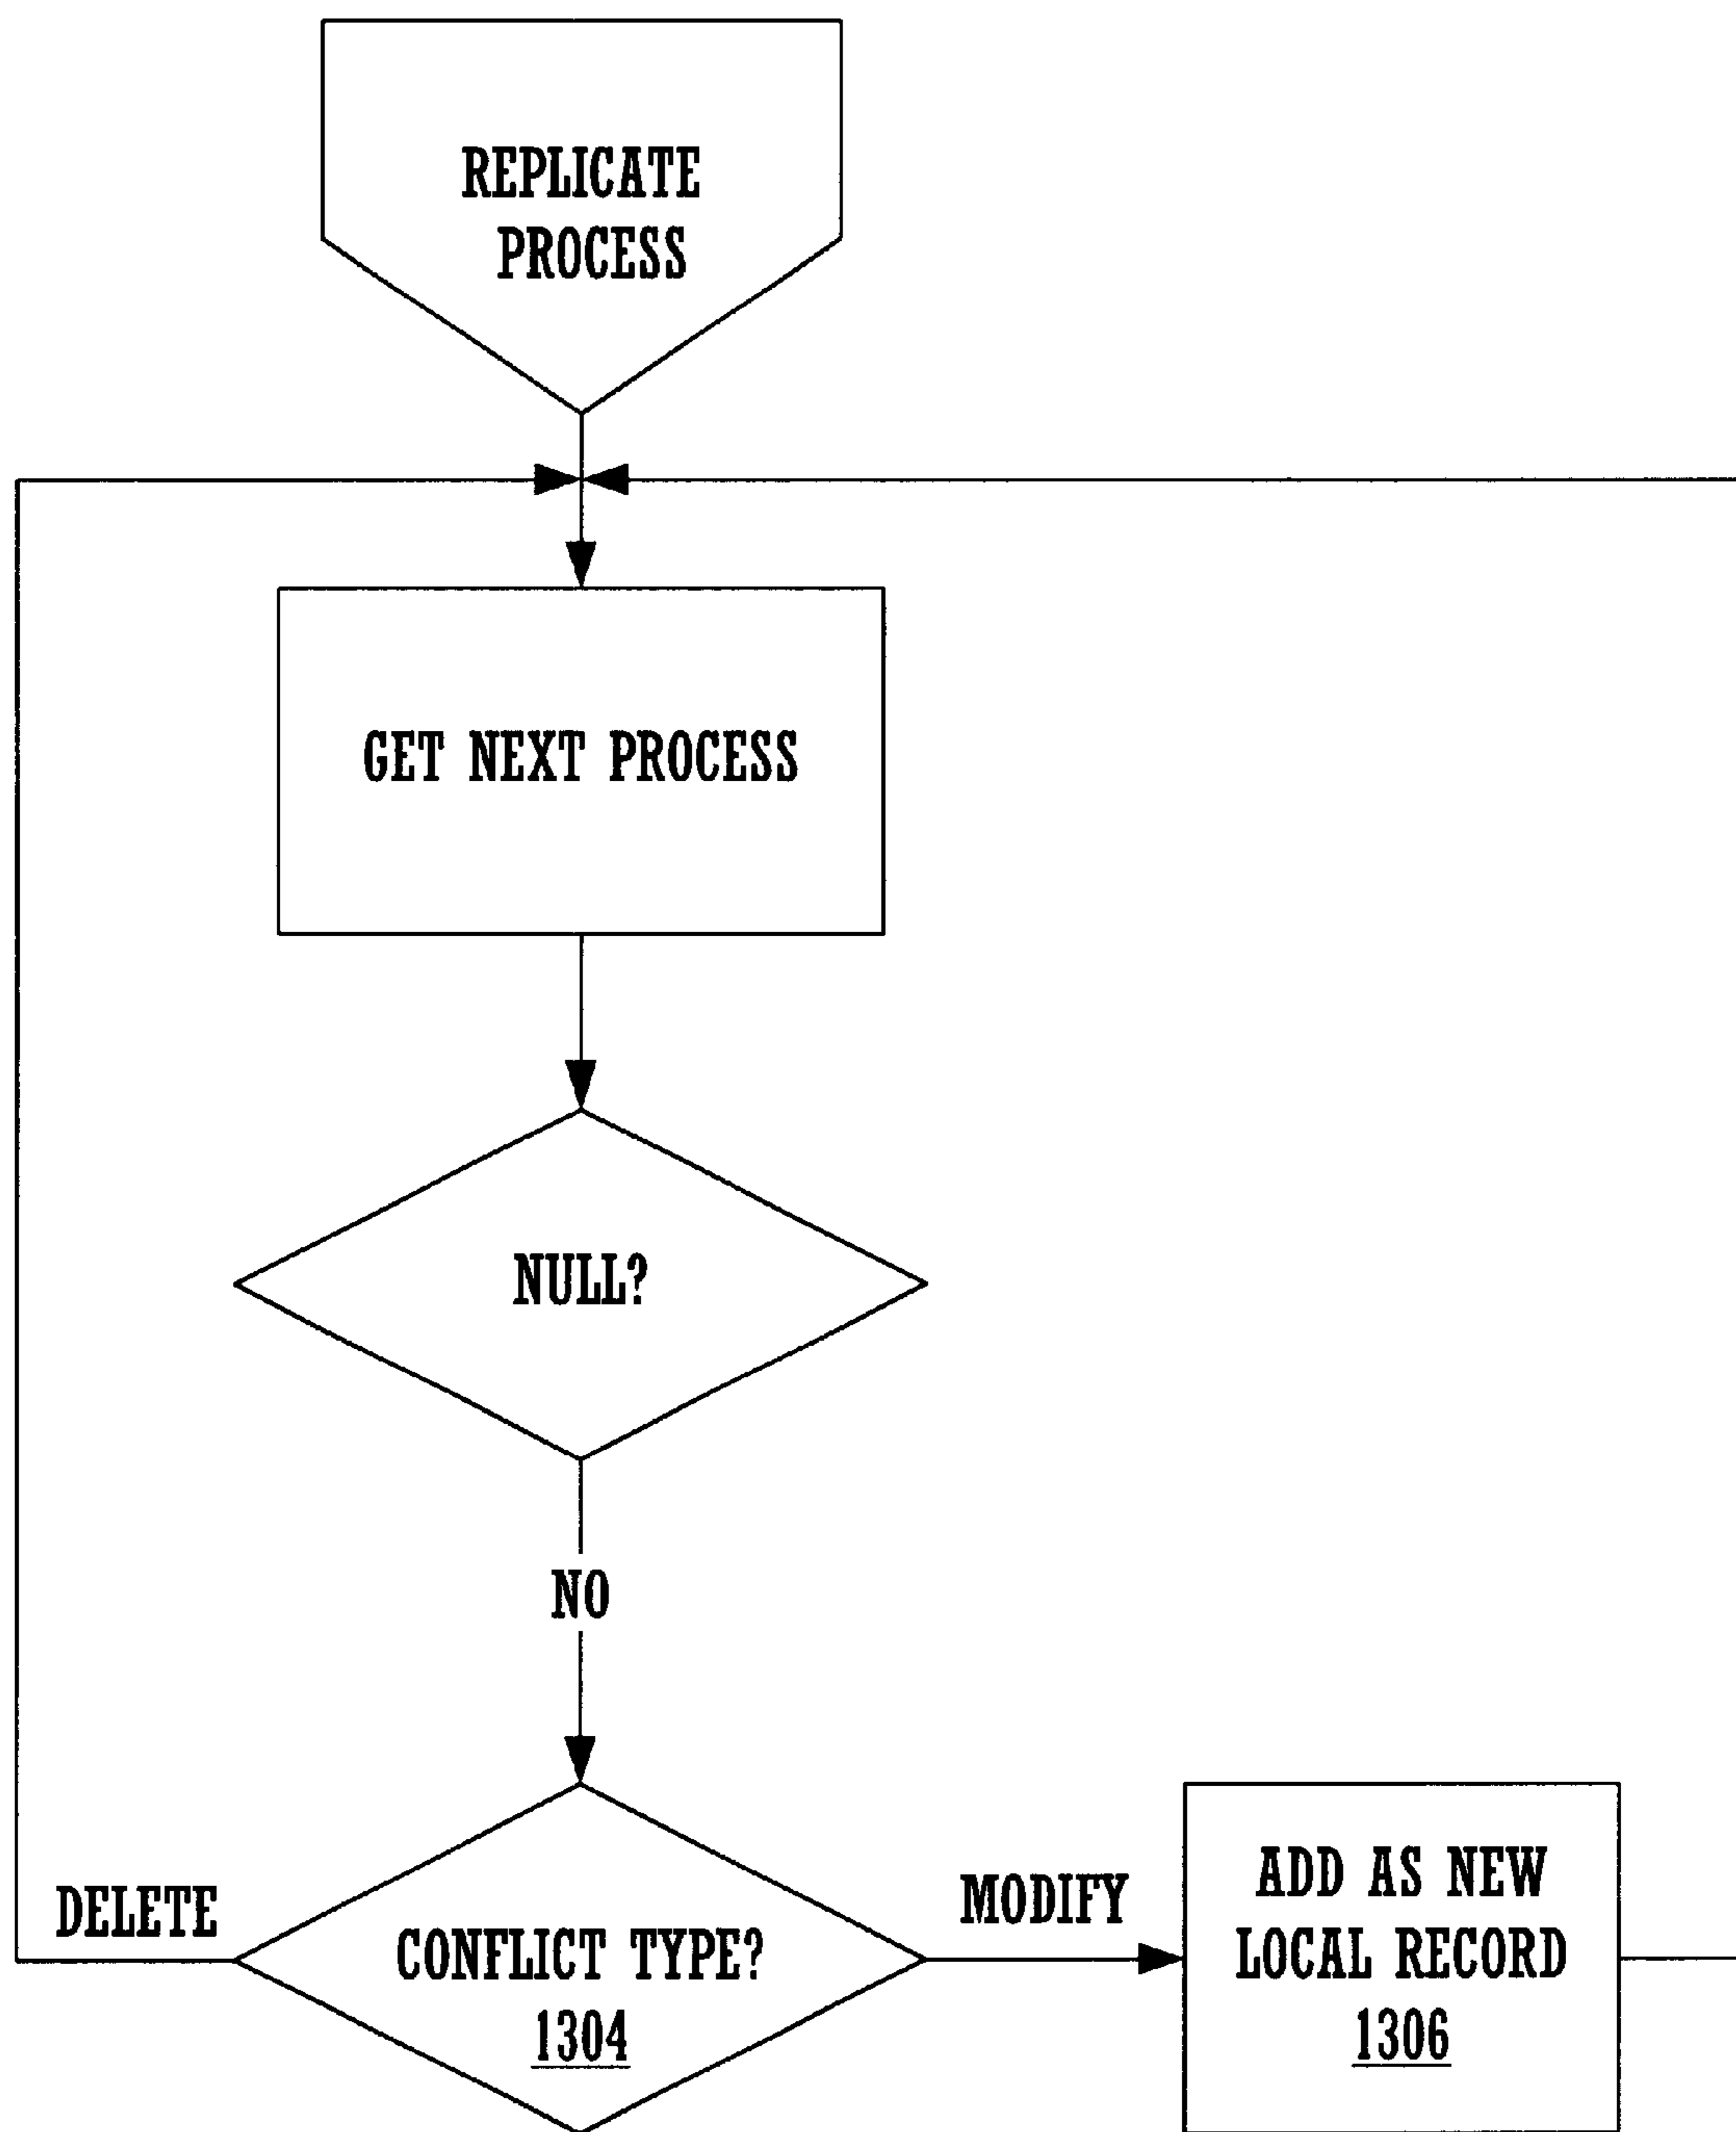 REPLICATE
PROCESS
GET NEXT PROCESS
NULL?
NO
DELETE
CONFLICT TYPE?
1304
MODIFY
ADD AS NEW
LOCAL RECORD
1306